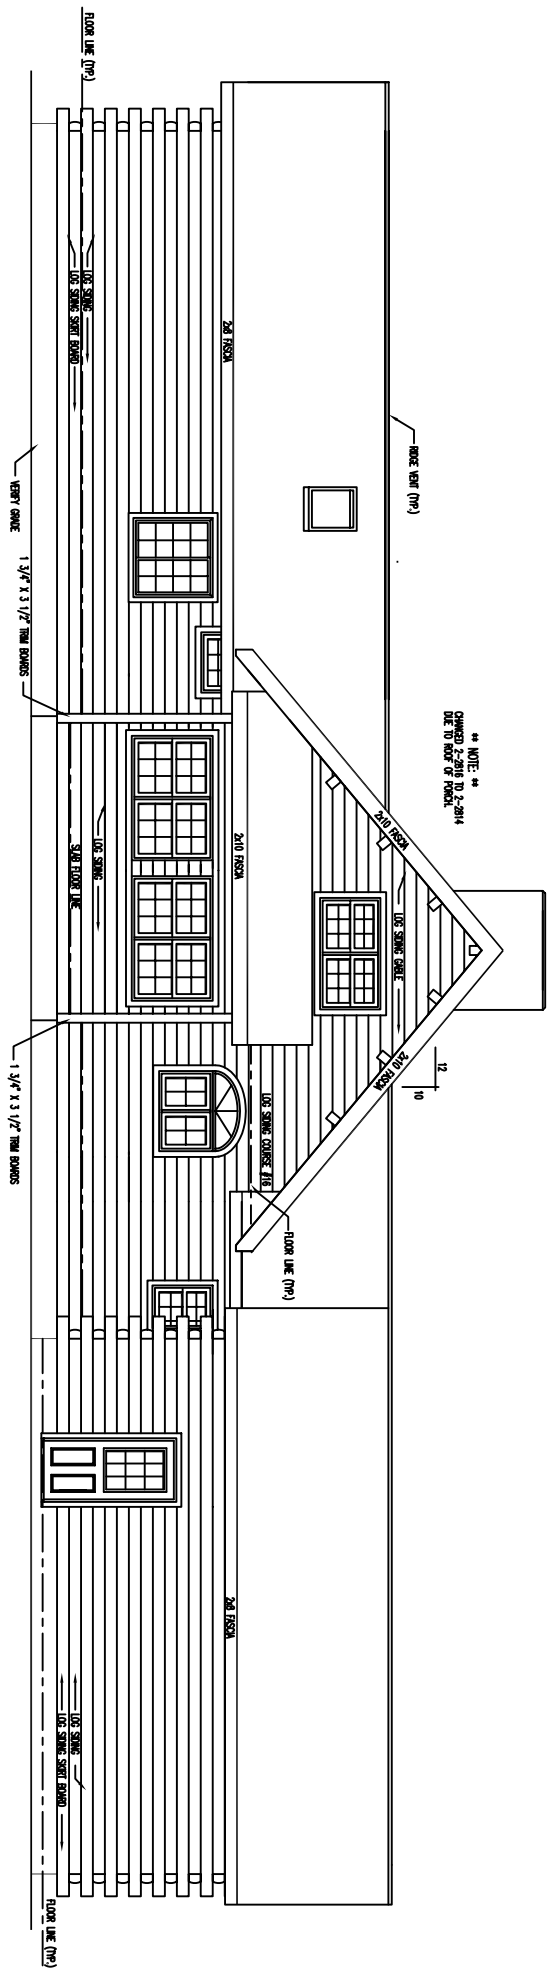 FLOOR LINE (TYP.)
LOG SIDING
LOG SIDING SKIRT BOARD
2x8 FASCIA
RIDGE VENT (TYP.)
VERIFY GRADE
1 3/4" X 3 1/2" TRIM BOARDS
** NOTE: **
CHANGED 2-2816 TO 2-2814
DUE TO ROOF OF PORCH.
2x10 FASCIA
2x10 FASCIA
LOG SIDING
SLAB FLOOR LINE
LOG SIDING GABLE
2x10 FASCIA
12
10
1 3/4" X 3 1/2" TRIM BOARDS
LOG SIDING COURSE #16
FLOOR LINE (TYP.)
2x8 FASCIA
LOG SIDING
LOG SIDING SKIRT BOARD
FLOOR LINE (TYP.)